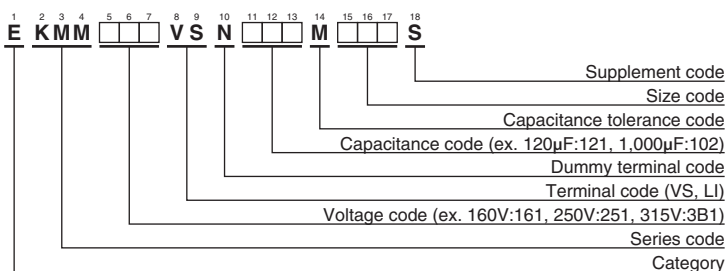 1 2 3 4 5 6 7 8 9 10 11 12 13 14 15 16 17 18
E KMM VS N M S
Supplement code
Size code
Capacitance tolerance code
Capacitance code (ex. 120μF:121, 1,000μF:102)
Dummy terminal code
Terminal code (VS, LI)
Voltage code (ex. 160V:161, 250V:251, 315V:3B1)
Series code
Category